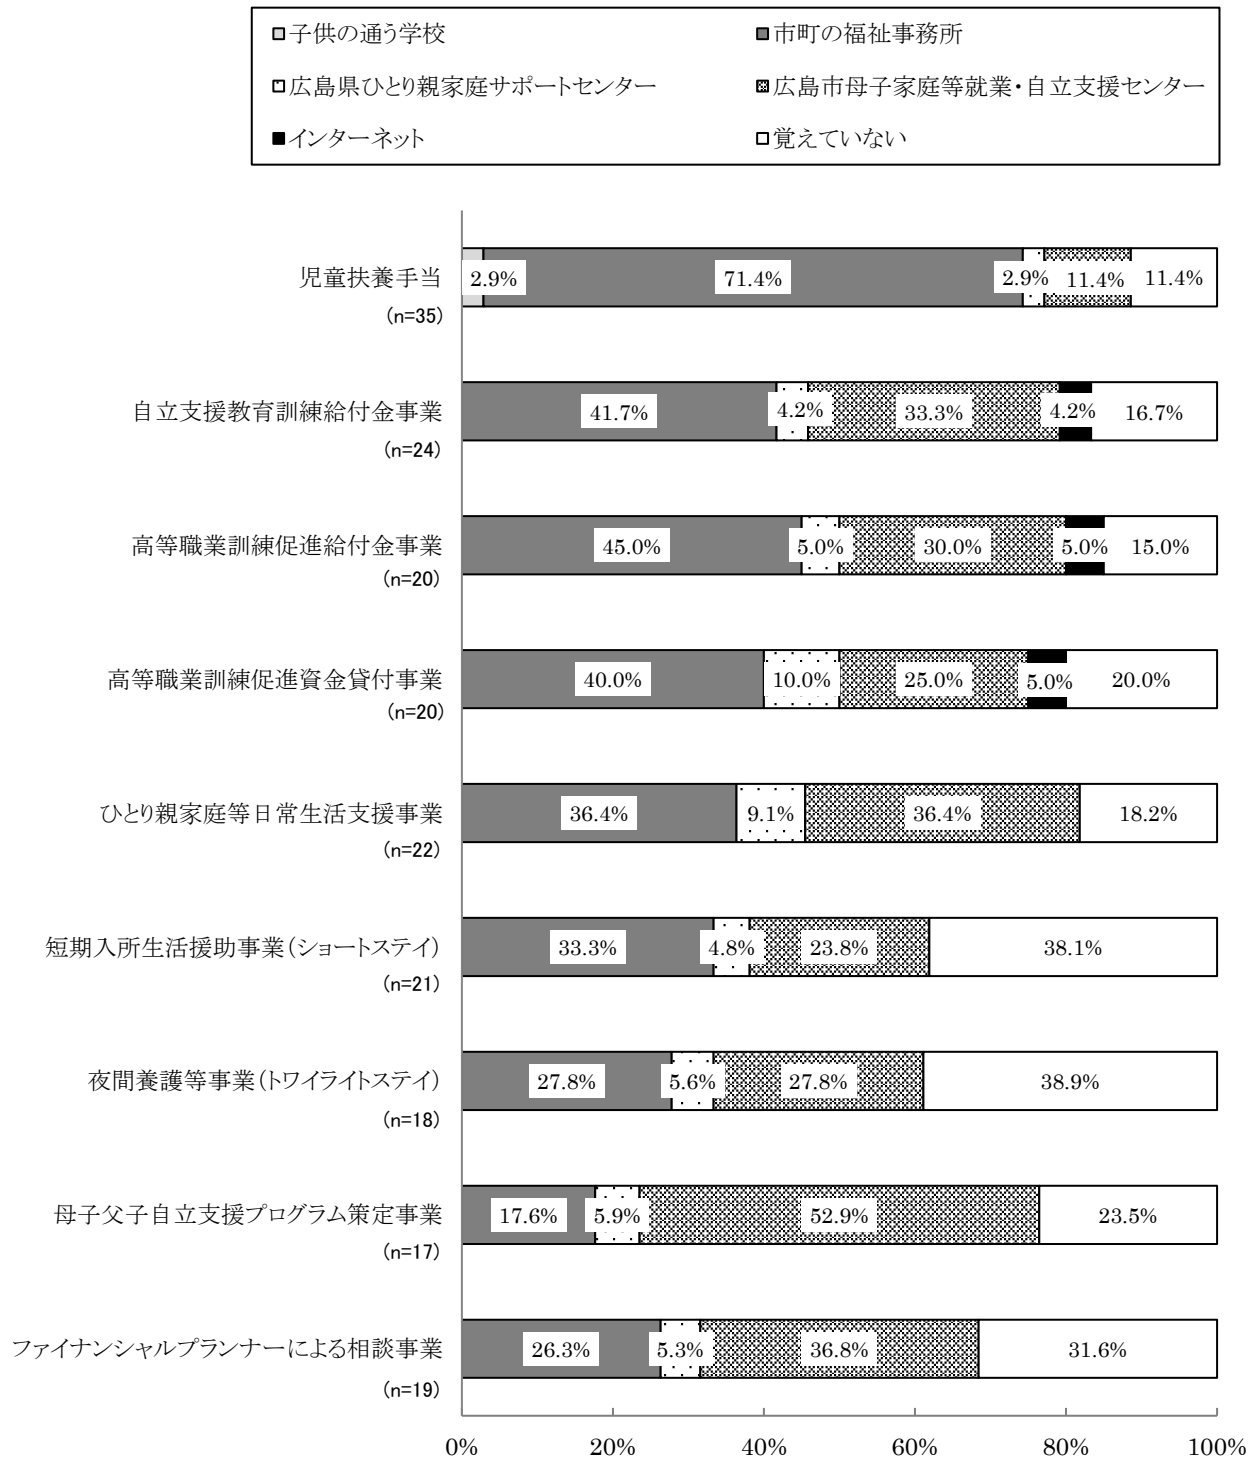 子供の通う学校 市町の福祉事務所
広島県ひとり親家庭サポートセンター 広島市母子家庭等就業・自立支援センター
インターネット 覚えていない
児童扶養手当 2.9% 71.4% 2.9% 11.4% 11.4%
(n=35)
自立支援教育訓練給付金事業 41.7% 4.2% 33.3% 4.2% 16.7%
(n=24)
高等職業訓練促進給付金事業 45.0% 5.0% 30.0% 5.0% 15.0%
(n=20)
高等職業訓練促進資金貸付事業 40.0% 10.0% 25.0% 5.0% 20.0%
(n=20)
ひとり親家庭等日常生活支援事業 36.4% 9.1% 36.4% 18.2%
(n=22)
短期入所生活援助事業(ショートステイ) 33.3% 4.8% 23.8% 38.1%
(n=21)
夜間養護等事業(トワイライトステイ) 27.8% 5.6% 27.8% 38.9%
(n=18)
母子父子自立支援プログラム策定事業 17.6% 5.9% 52.9% 23.5%
(n=17)
ファイナンシャルプランナーによる相談事業 26.3% 5.3% 36.8% 31.6%
(n=19)
0% 20% 40% 60% 80% 100%